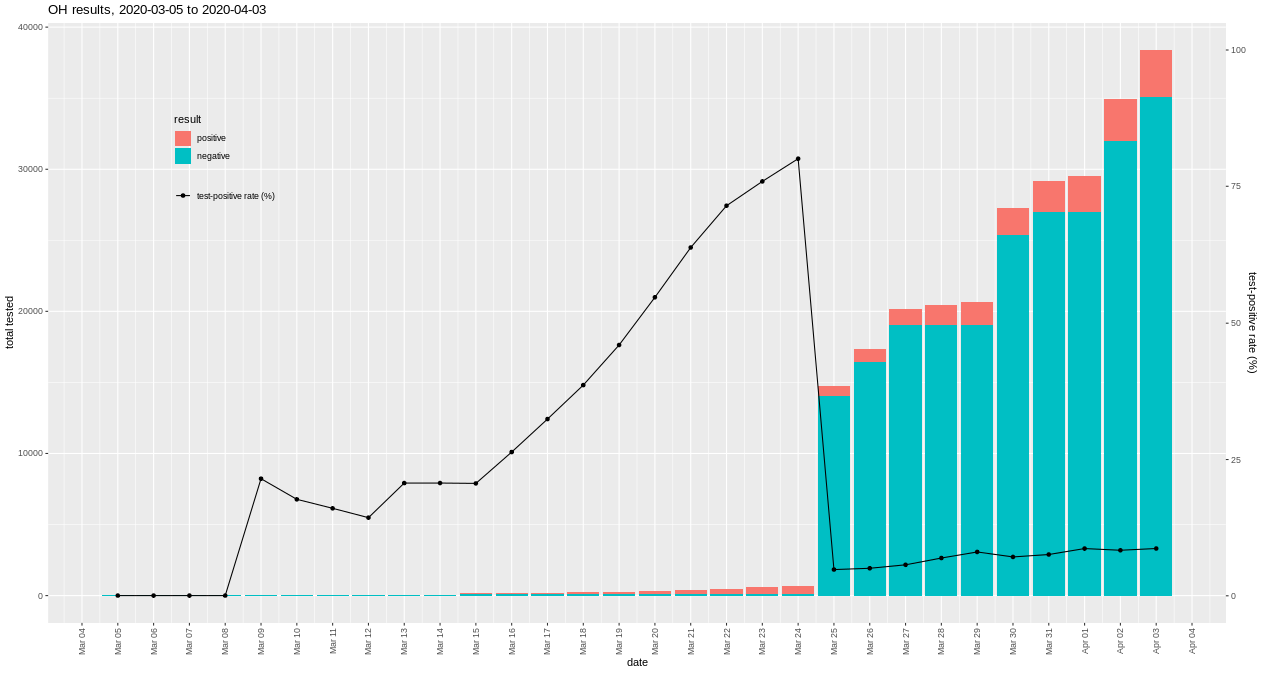 OH results, 2020-03-05 to 2020-04-03
40000
30000
20000
10000
0
total tested
result
positive
negative
test-positive rate (%)
100
75
50
25
0
test-positive rate (%)
Mar 04
Mar 05
Mar 06
Mar 07
Mar 08
Mar 09
Mar 10
Mar 11
Mar 12
Mar 13
Mar 14
Mar 15
Mar 16
Mar 17
Mar 18
Mar 19
Mar 20
Mar 21
Mar 22
Mar 23
Mar 24
Mar 25
Mar 26
Mar 27
Mar 28
Mar 29
Mar 30
Mar 31
Apr 01
Apr 02
Apr 03
Apr 04
date